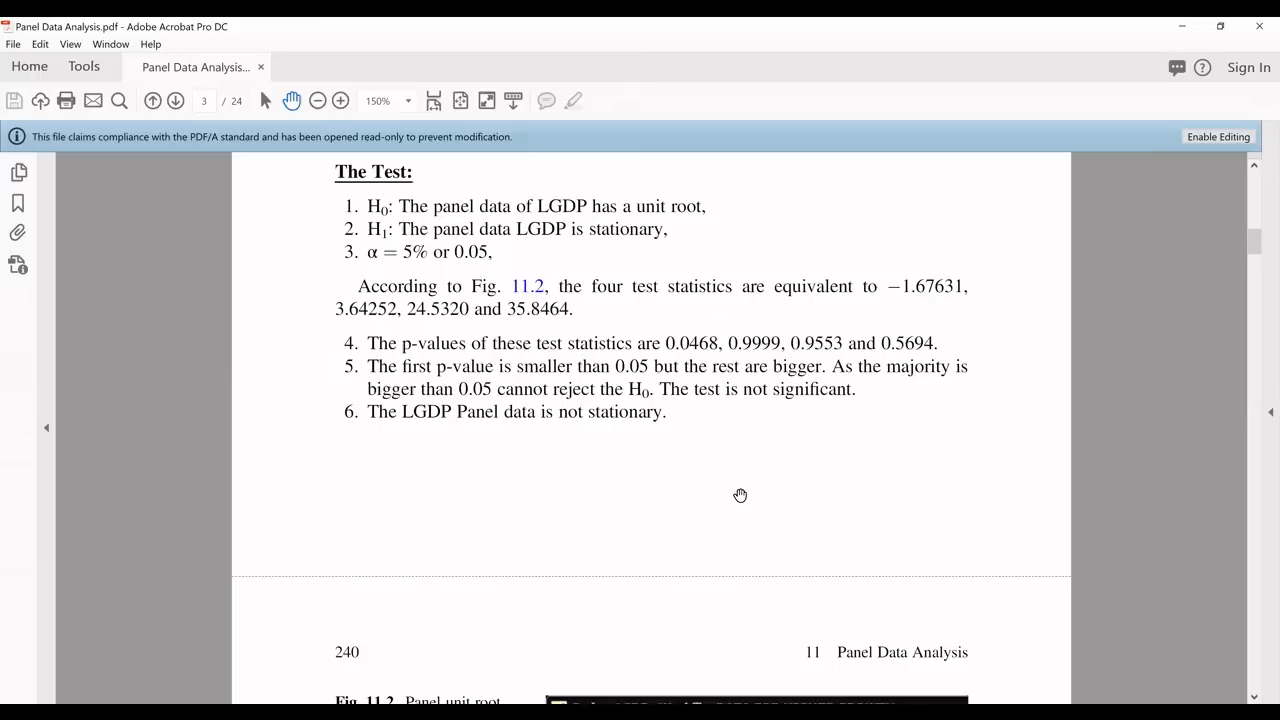 Panel Data Analysis.pdf - Adobe Acrobat Pro DC
File Edit View Window Help
Home Tools Panel Data Analysis... × Sign In
3 / 24 150%
This file claims compliance with the PDF/A standard and has been opened read-only to prevent modification. Enable Editing
The Test:
1. H₀: The panel data of LGDP has a unit root,
2. H₁: The panel data LGDP is stationary,
3. α = 5% or 0.05,
According to Fig. 11.2, the four test statistics are equivalent to −1.67631,
3.64252, 24.5320 and 35.8464.
4. The p-values of these test statistics are 0.0468, 0.9999, 0.9553 and 0.5694.
5. The first p-value is smaller than 0.05 but the rest are bigger. As the majority is
bigger than 0.05 cannot reject the H₀. The test is not significant.
6. The LGDP Panel data is not stationary.
240 11 Panel Data Analysis
Fig. 11.2 Panel unit root